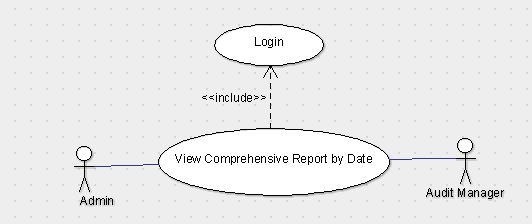 Login
<<include>>
View Comprehensive Report by Date
Admin
Audit Manager